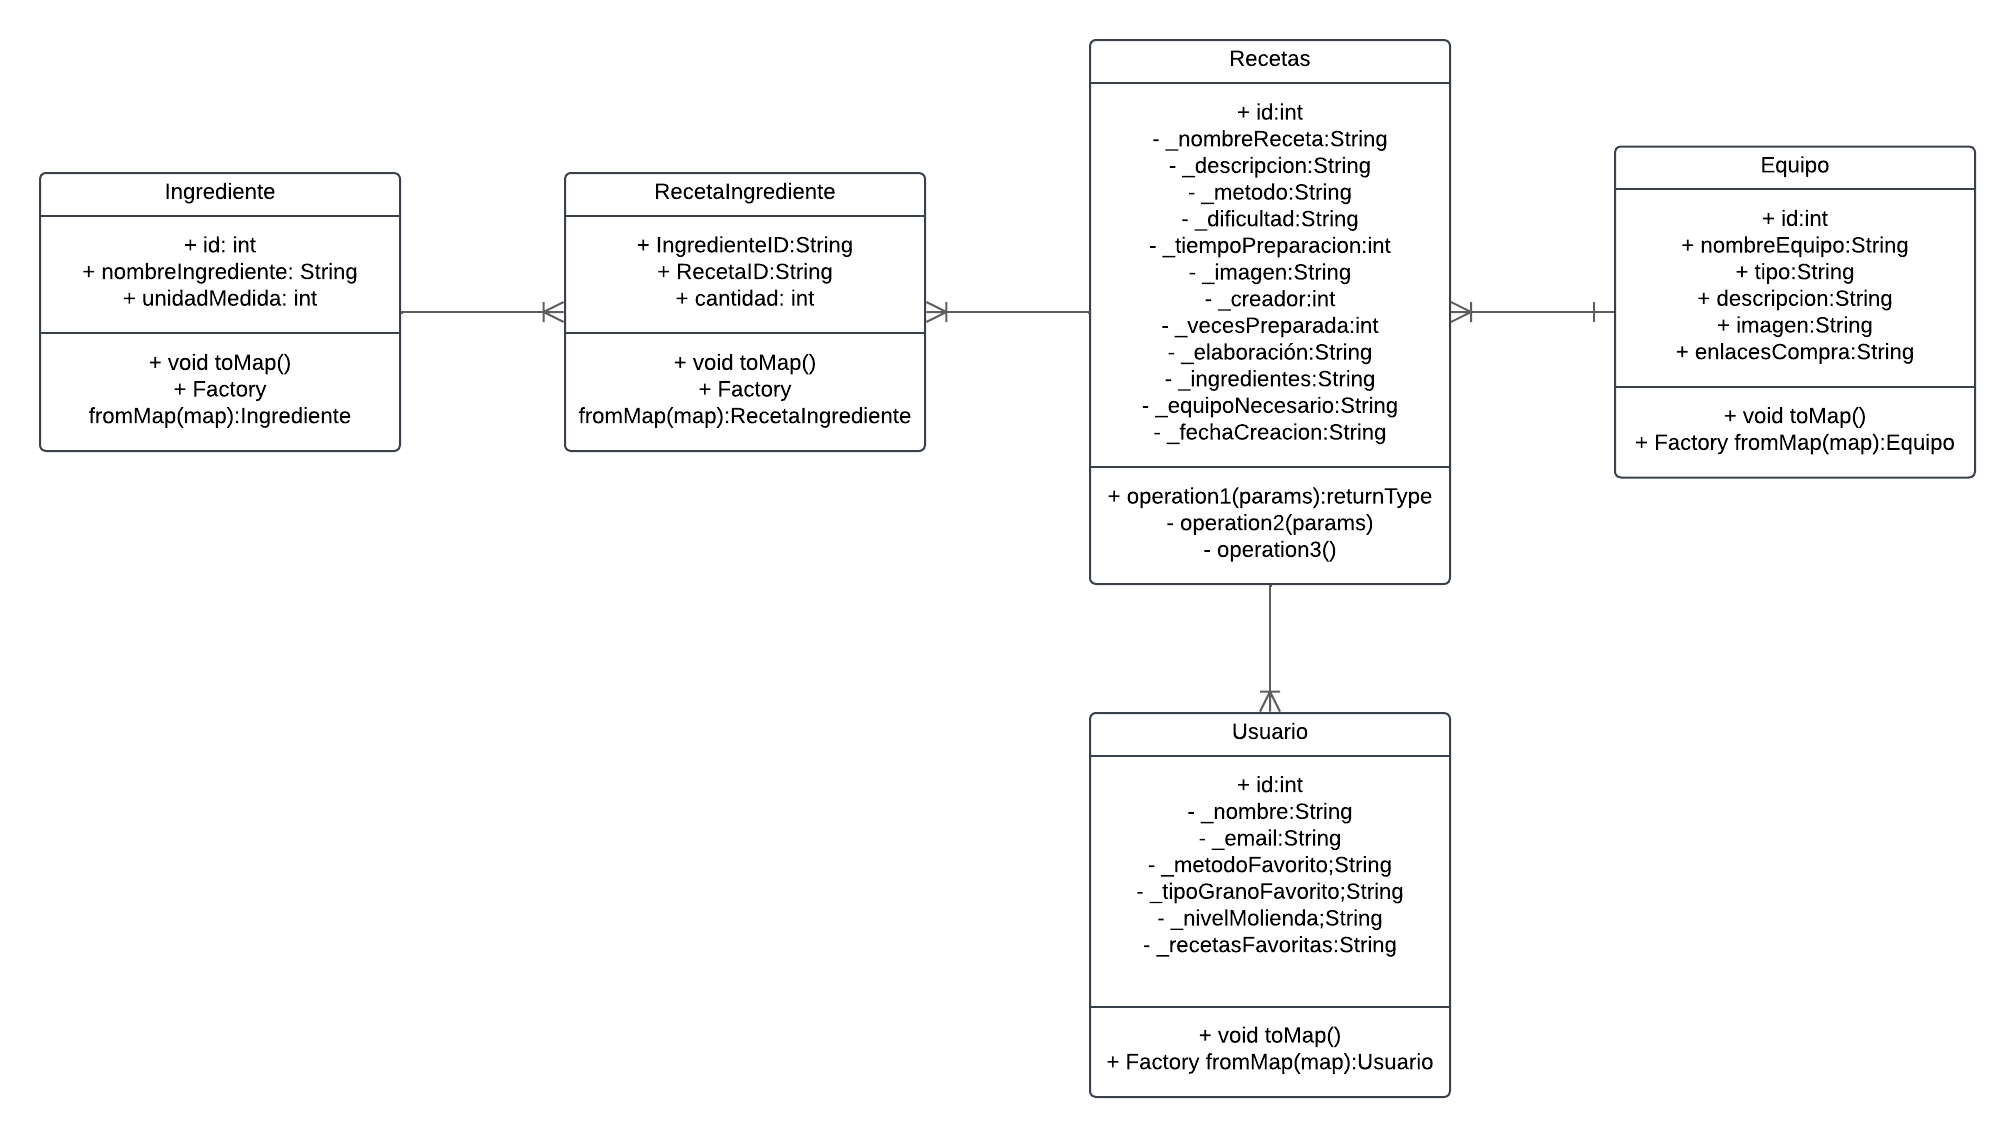 Ingrediente
+ id: int
+ nombreIngrediente: String
+ unidadMedida: int
+ void toMap()
+ Factory
fromMap(map):Ingrediente
RecetaIngrediente
+ IngredienteID:String
+ RecetaID:String
+ cantidad: int
+ void toMap()
+ Factory
fromMap(map):RecetaIngrediente
Recetas
+ id:int
- _nombreReceta:String
- _descripcion:String
- _metodo:String
- _dificultad:String
- _tiempoPreparacion:int
- _imagen:String
- _creador:int
- _vecesPreparada:int
- _elaboración:String
- _ingredientes:String
- _equipoNecesario:String
- _fechaCreacion:String
+ operation1(params):returnType
- operation2(params)
- operation3()
Equipo
+ id:int
+ nombreEquipo:String
+ tipo:String
+ descripcion:String
+ imagen:String
+ enlacesCompra:String
+ void toMap()
+ Factory fromMap(map):Equipo
Usuario
+ id:int
- _nombre:String
- _email:String
- _metodoFavorito;String
- _tipoGranoFavorito;String
- _nivelMolienda;String
- _recetasFavoritas:String
+ void toMap()
+ Factory fromMap(map):Usuario